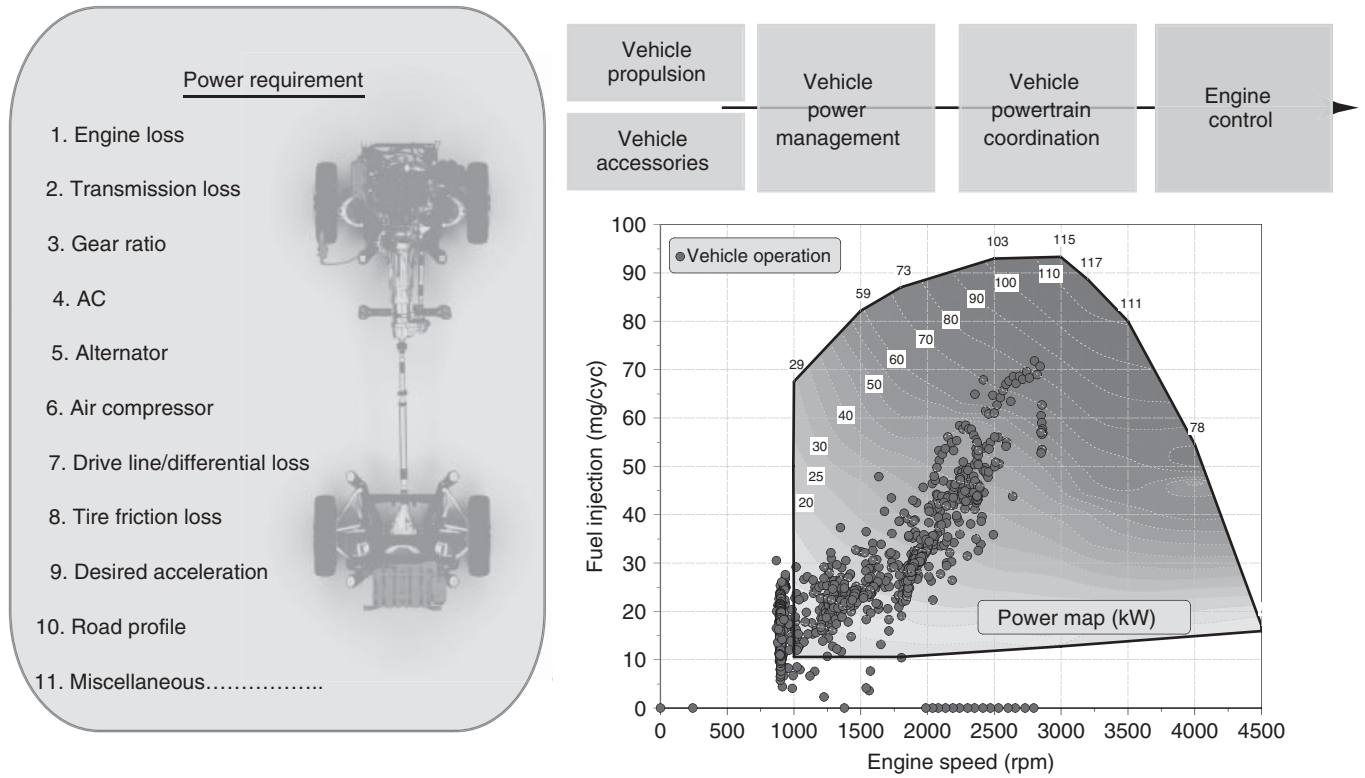 Power requirement
1. Engine loss
2. Transmission loss
3. Gear ratio
4. AC
5. Alternator
6. Air compressor
7. Drive line/differential loss
8. Tire friction loss
9. Desired acceleration
10. Road profile
11. Miscellaneous……………..
Vehicle
propulsion
Vehicle
accessories
Vehicle
power
management
Vehicle
powertrain
coordination
Engine
control
Vehicle operation
Fuel injection (mg/cyc)
100
90
80
70
60
50
40
30
20
10
0
29
59
73
103
115
117
111
78
110
100
90
80
70
60
50
40
30
25
20
Power map (kW)
0
500
1000
1500
2000
2500
3000
3500
4000
4500
Engine speed (rpm)